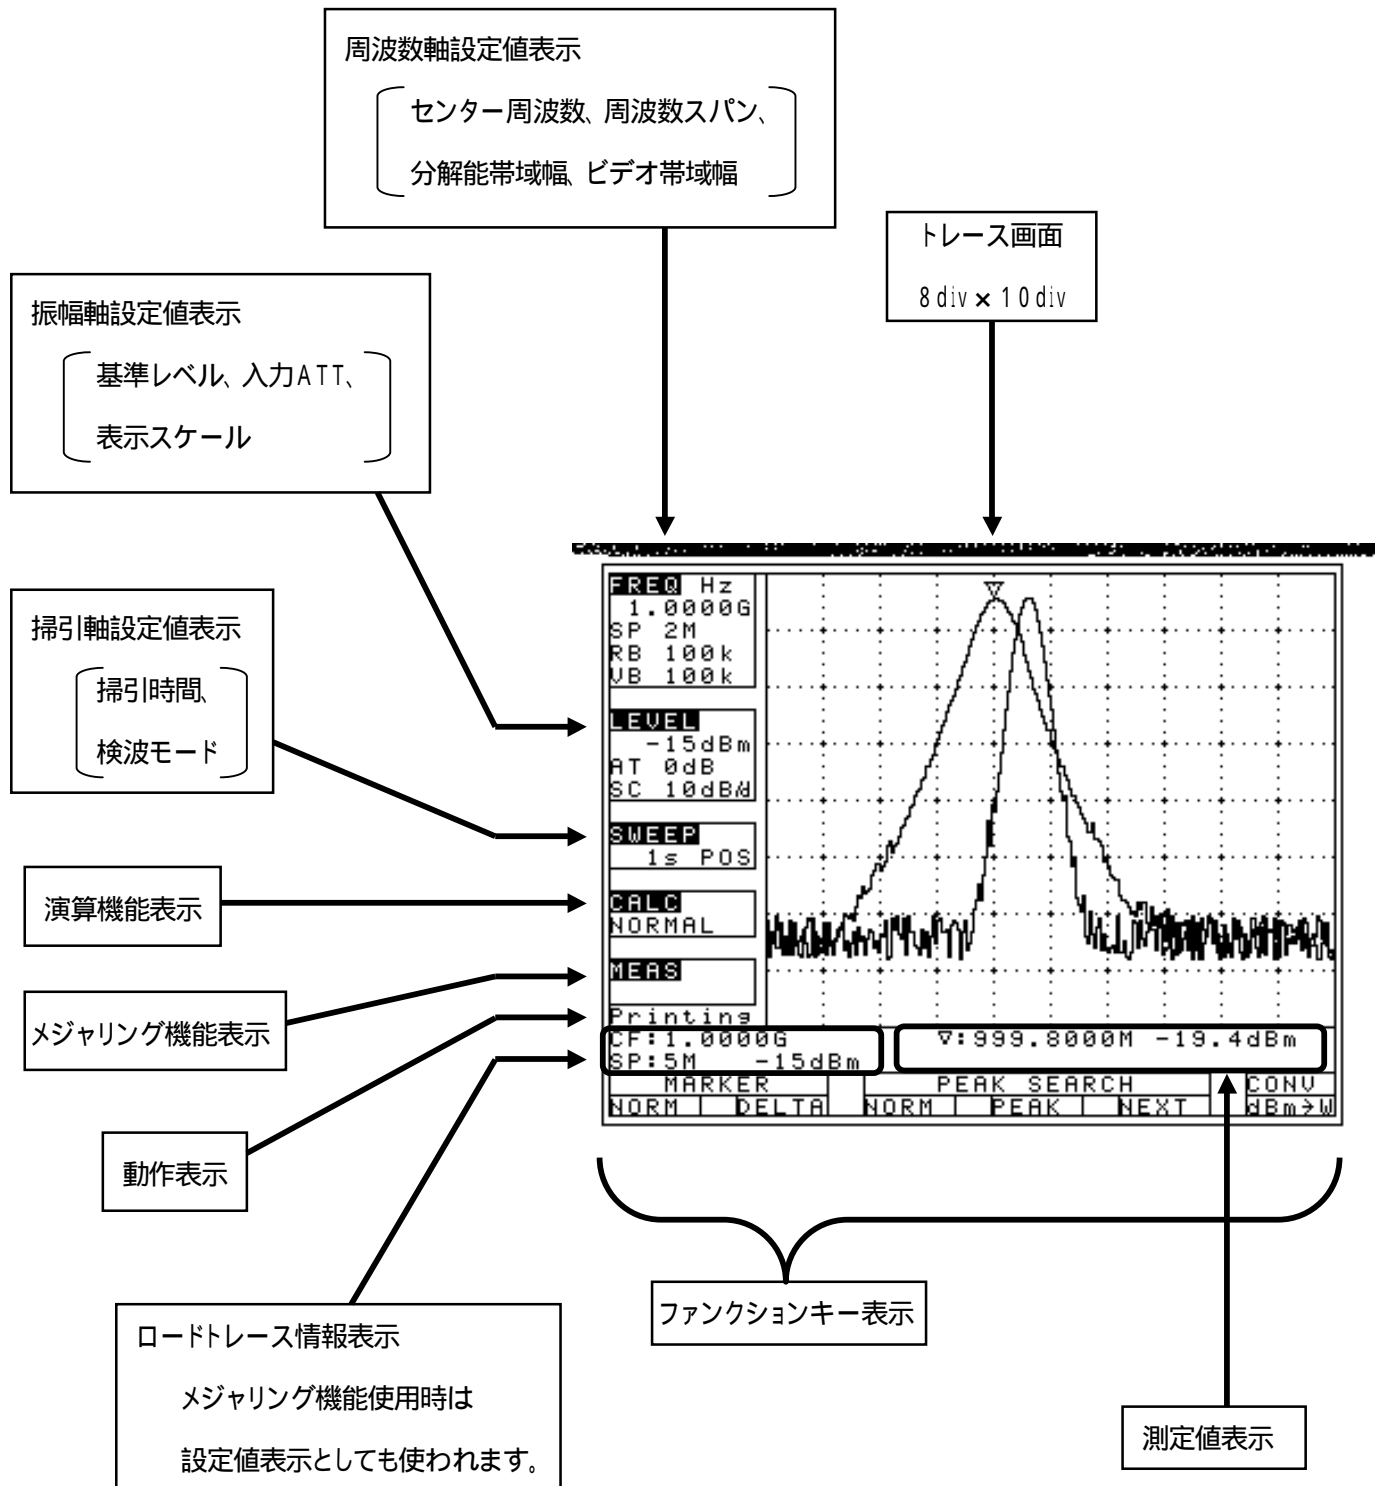 周波数軸設定値表示
センター周波数、周波数スパン、
分解能帯域幅、ビデオ帯域幅
トレース画面
8div×10div
振幅軸設定値表示
基準レベル、入力ATT、
表示スケール
掃引軸設定値表示
掃引時間、
検波モード
演算機能表示
メジャリング機能表示
動作表示
ロードトレース情報表示
メジャリング機能使用時は
設定値表示としても使われます。
FREQ Hz
1.0000G
SP 2M
RB 100k
VB 100k
LEVEL
-15dBm
AT 0dB
SC 10dB/d
SWEEP
1s POS
CALC
NORMAL
MEAS
Printing
CF:1.0000G
SP:5M -15dBm
▽:999.8000M -19.4dBm
MARKER PEAK SEARCH CONV
NORM DELTA NORM PEAK NEXT dBm→W
ファンクションキー表示
測定値表示